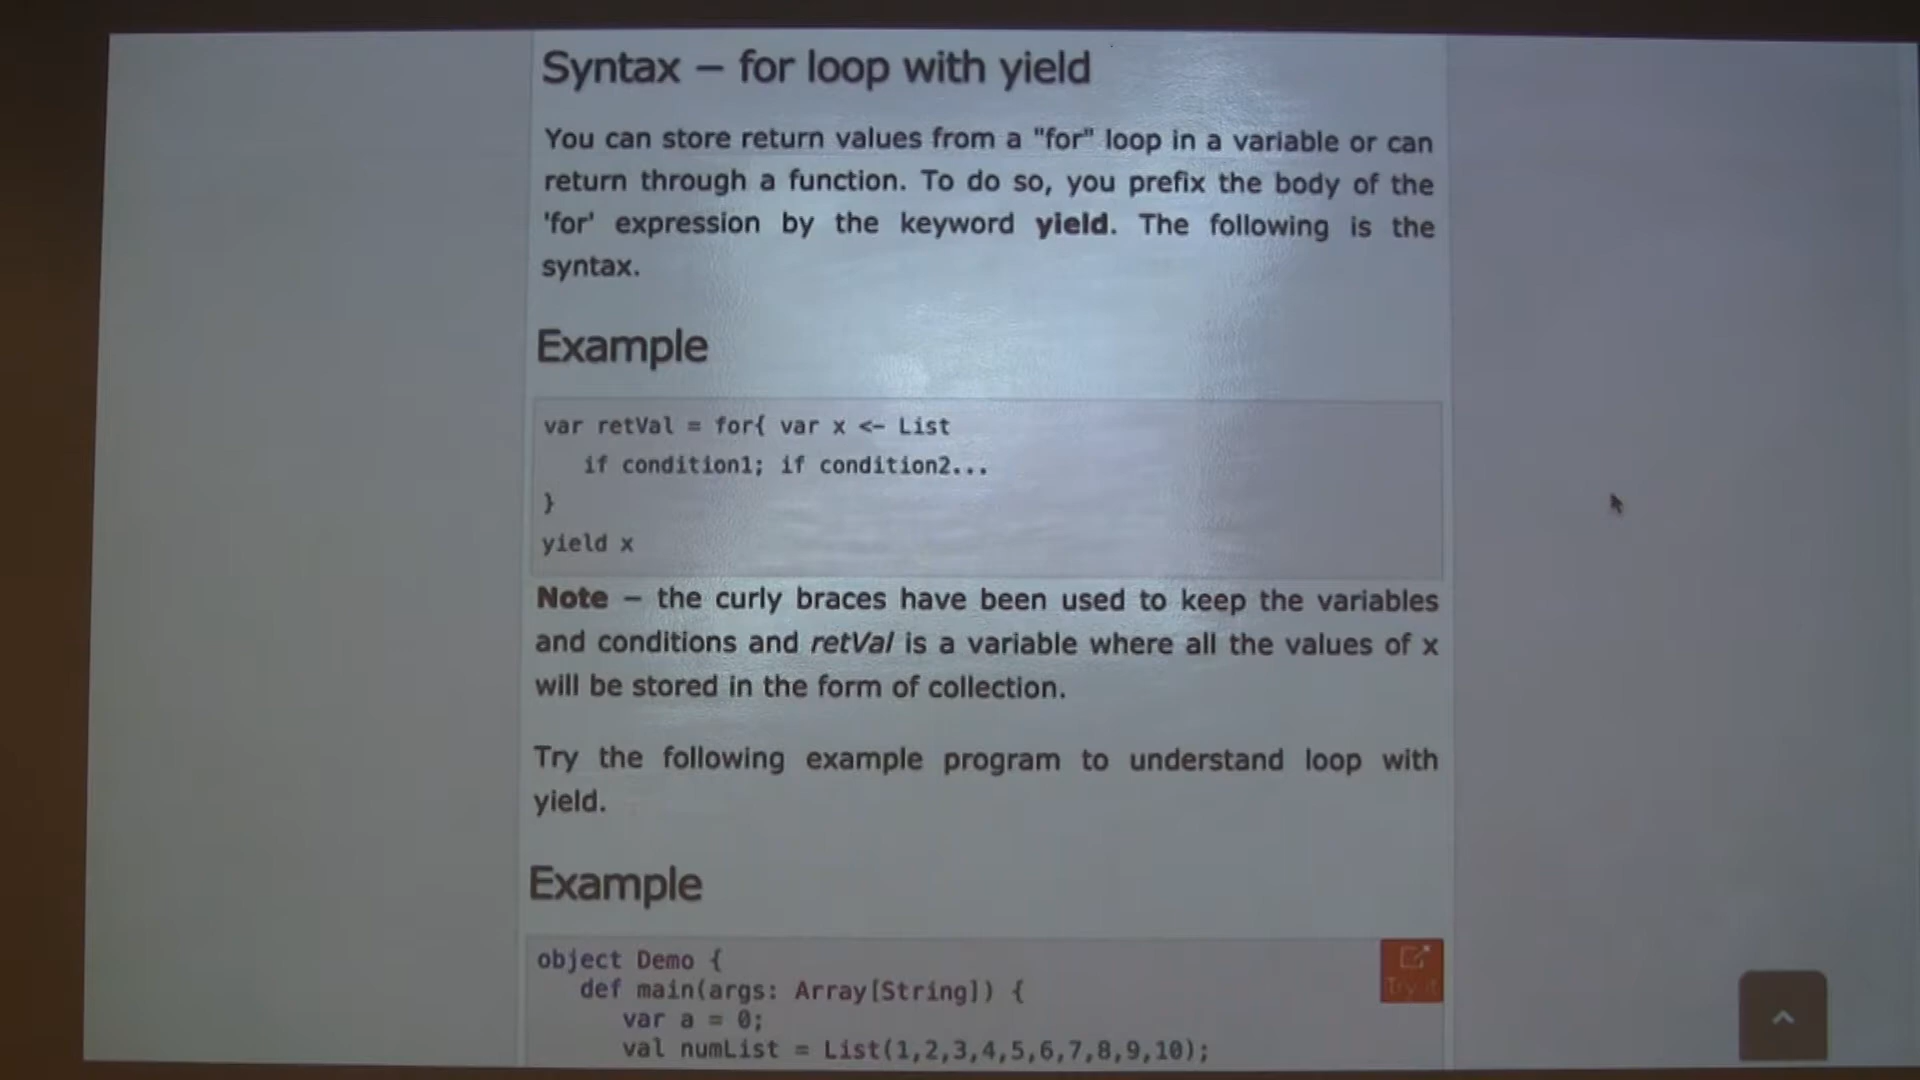 Syntax – for loop with yield
You can store return values from a "for" loop in a variable or can
return through a function. To do so, you prefix the body of the
'for' expression by the keyword yield. The following is the
syntax.
Example
var retVal = for{ var x <- List
if condition1; if condition2...
}
yield x
Note – the curly braces have been used to keep the variables
and conditions and retVal is a variable where all the values of x
will be stored in the form of collection.
Try the following example program to understand loop with
yield.
Example
object Demo {
Try it
def main(args: Array[String]) {
var a = 0;
val numList = List(1,2,3,4,5,6,7,8,9,10);